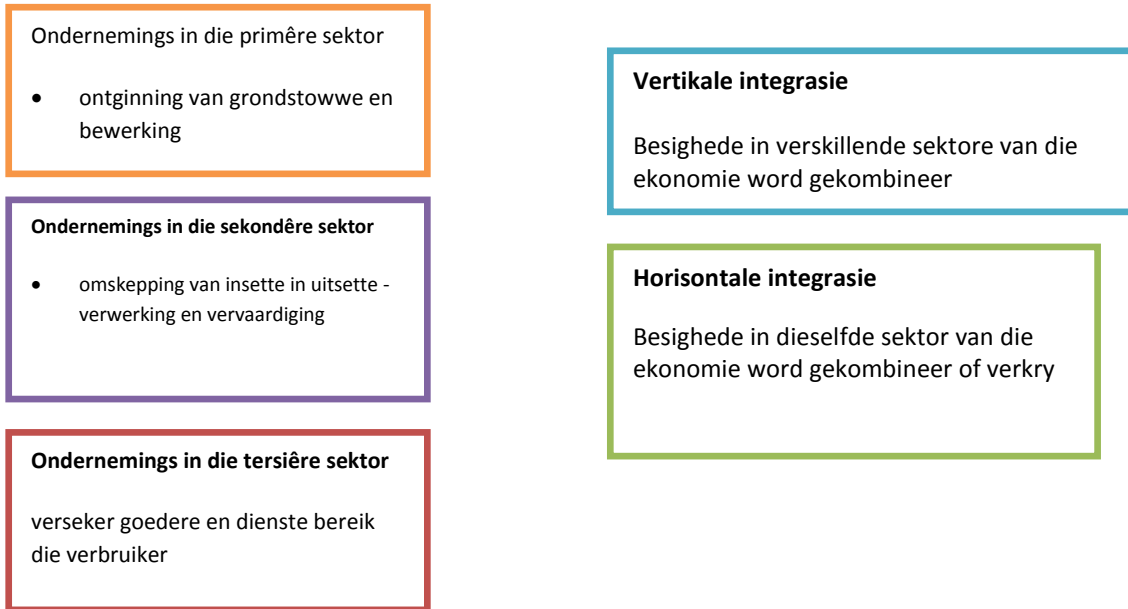 Ondernemings in die primêre sektor
• ontginning van grondstowwe en
bewerking
Ondernemings in die sekondêre sektor
• omskepping van insette in uitsette -
verwerking en vervaardiging
Ondernemings in die tersiêre sektor
verseker goedere en dienste bereik
die verbruiker
Vertikale integrasie
Besighede in verskillende sektore van die
ekonomie word gekombineer
Horisontale integrasie
Besighede in dieselfde sektor van die
ekonomie word gekombineer of verkry